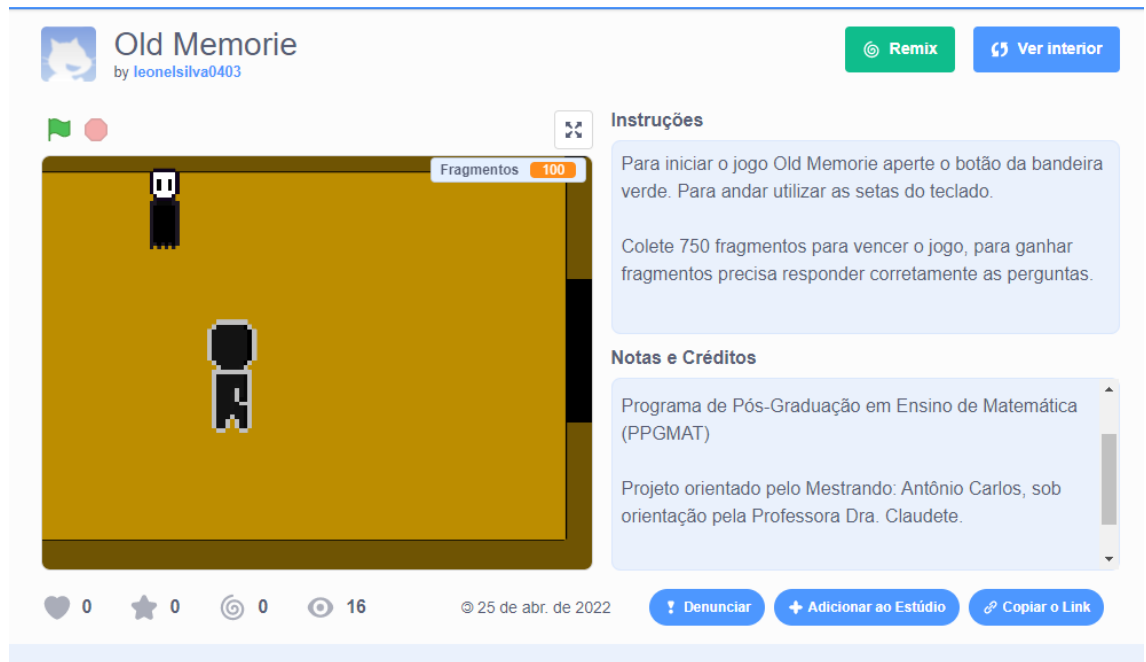 Old Memorie
by leonelsilva0403
Remix
Ver interior
Fragmentos 100
Instruções
Para iniciar o jogo Old Memorie aperte o botão da bandeira
verde. Para andar utilizar as setas do teclado.
Colete 750 fragmentos para vencer o jogo, para ganhar
fragmentos precisa responder corretamente as perguntas.
Notas e Créditos
Programa de Pós-Graduação em Ensino de Matemática
(PPGMAT)
Projeto orientado pelo Mestrando: Antônio Carlos, sob
orientação pela Professora Dra. Claudete.
0 0 0 16 © 25 de abr. de 2022 Denunciar Adicionar ao Estúdio Copiar o Link